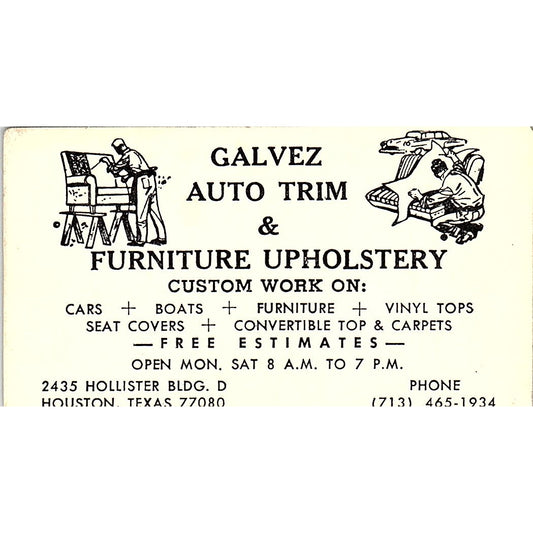 GALVEZ
AUTO TRIM
&
FURNITURE UPHOLSTERY
CUSTOM WORK ON:
CARS + BOATS + FURNITURE + VINYL TOPS
SEAT COVERS + CONVERTIBLE TOP & CARPETS
—FREE ESTIMATES—
OPEN MON. SAT 8 A.M. TO 7 P.M.
2435 HOLLISTER BLDG. D PHONE
HOUSTON, TEXAS 77080 (713) 465-1934